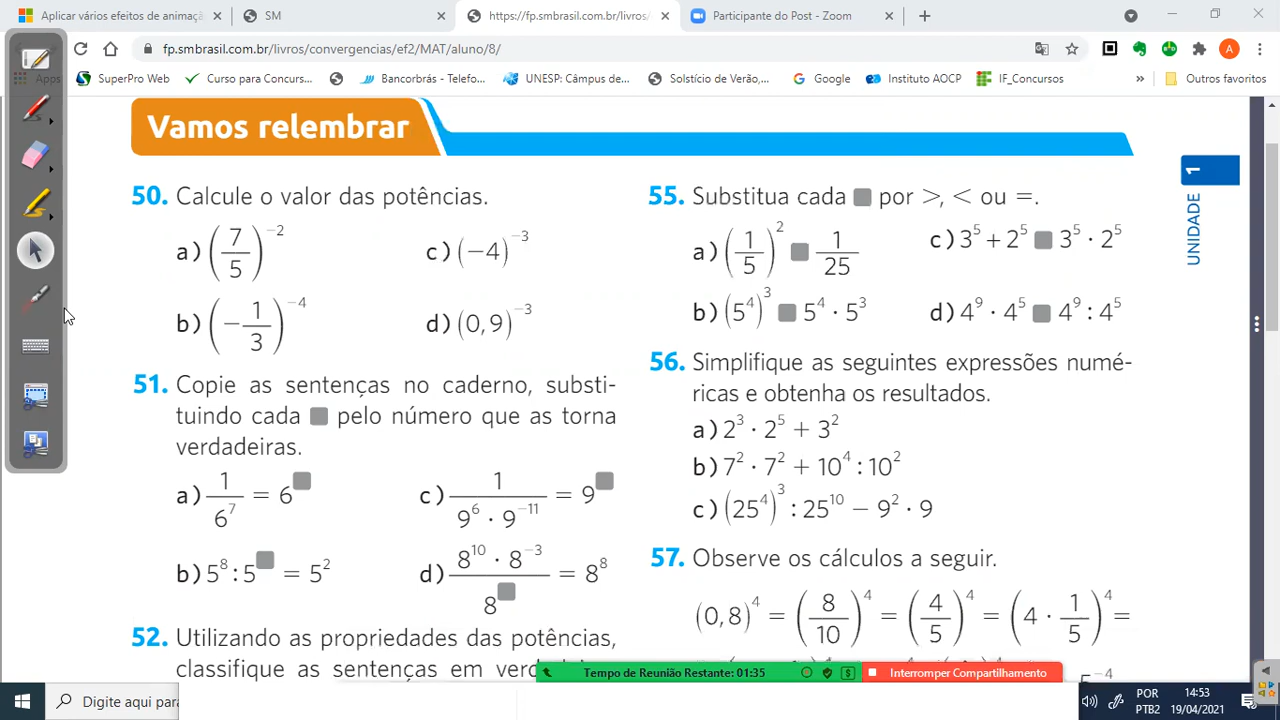 Aplicar vários efeitos de animaçã
SM
https://fp.smbrasil.com.br/livros/
Participante do Post - Zoom
fp.smbrasil.com.br/livros/convergencias/ef2/MAT/aluno/8/
A
Apps
SuperPro Web
Curso para Concurs...
Bancorbrás - Telefo...
UNESP: Câmpus de...
Solstício de Verão,...
Google
Instituto AOCP
IF_Concursos
»
Outros favoritos
Vamos relembrar
UNIDADE 1
50. Calcule o valor das potências.
a) (7/5)^−2
c) (−4)^−3
b) (−1/3)^−4
d) (0,9)^−3
51. Copie as sentenças no caderno, substi-
tuindo cada ■ pelo número que as torna
verdadeiras.
a) 1/6^7 = 6^■
c) 1/(9^6 · 9^−11) = 9^■
b) 5^8 : 5^■ = 5^2
d) (8^10 · 8^−3)/8^■ = 8^8
52. Utilizando as propriedades das potências,
classifique as sentenças em
55. Substitua cada ■ por >, < ou =.
a) (1/5)^2 ■ 1/25
c) 3^5 + 2^5 ■ 3^5 · 2^5
b) (5^4)^3 ■ 5^4 · 5^3
d) 4^9 · 4^5 ■ 4^9 : 4^5
56. Simplifique as seguintes expressões numé-
ricas e obtenha os resultados.
a) 2^3 · 2^5 + 3^2
b) 7^2 · 7^2 + 10^4 : 10^2
c) (25^4)^3 : 25^10 − 9^2 · 9
57. Observe os cálculos a seguir.
(0,8)^4 = (8/10)^4 = (4/5)^4 = (4 · 1/5)^4 =
Tempo de Reunião Restante: 01:35
Interromper Compartilhamento
Digite aqui para
POR
PTB2
14:53
19/04/2021